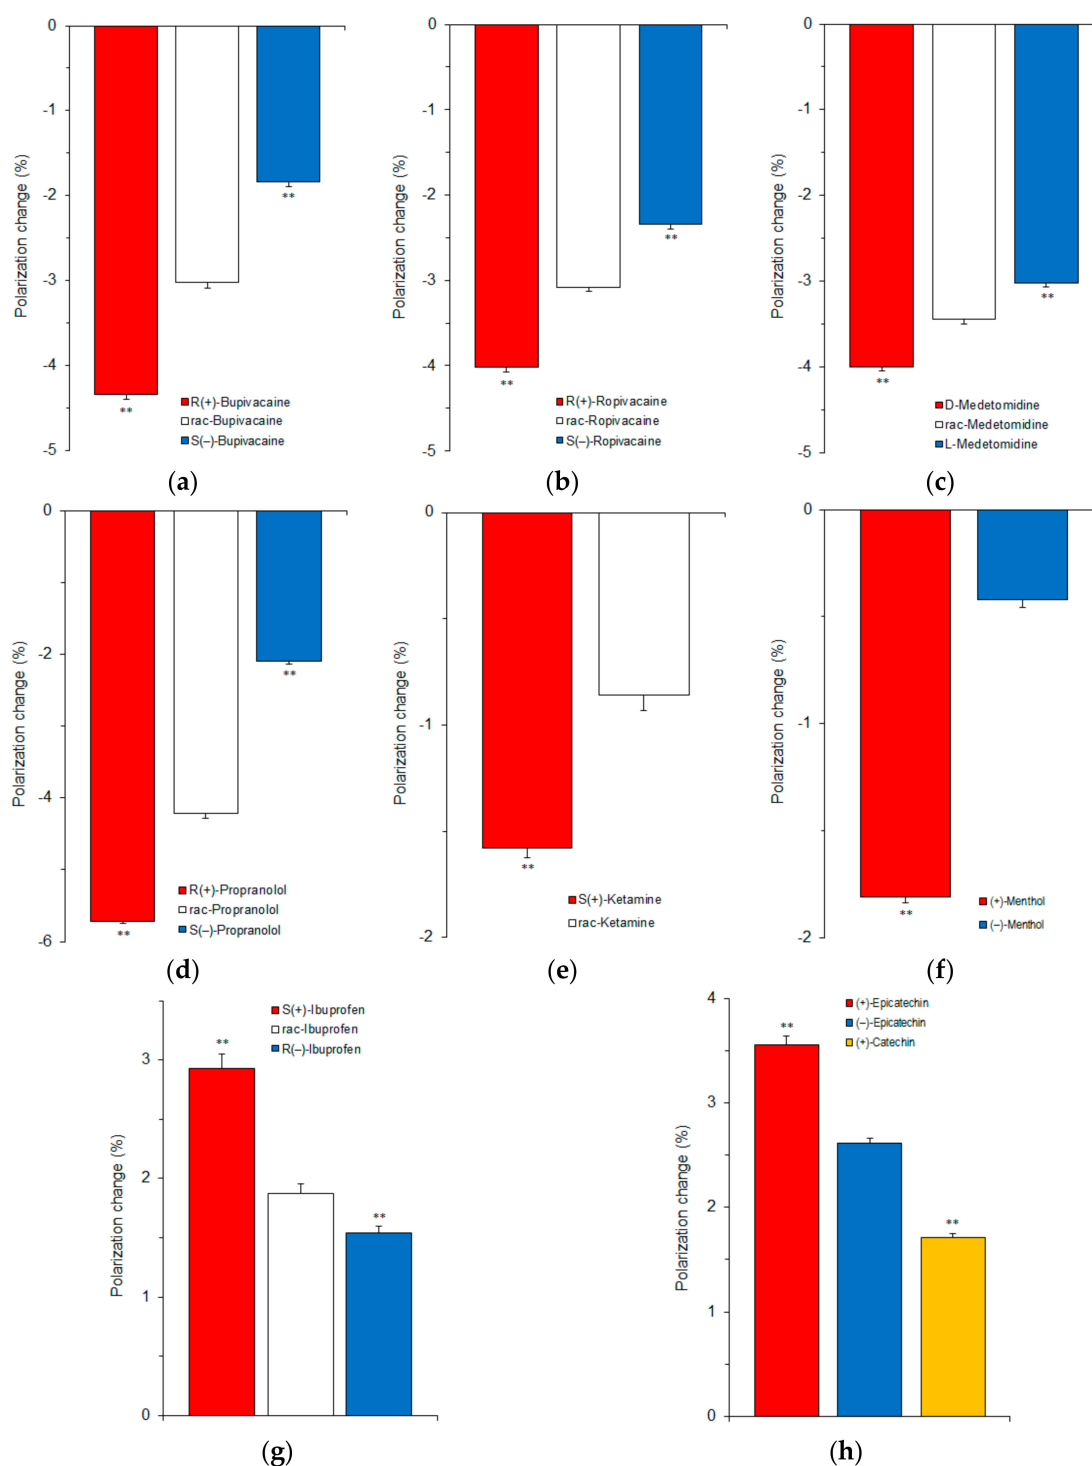 0
-1
-2
-3
-4
-5
Polarization change (%)
**
**
R(+)-Bupivacaine
rac-Bupivacaine
S(–)-Bupivacaine
(a)
0
-1
-2
-3
-4
-5
Polarization change (%)
**
**
R(+)-Ropivacaine
rac-Ropivacaine
S(–)-Ropivacaine
(b)
0
-1
-2
-3
-4
-5
Polarization change (%)
**
**
D-Medetomidine
rac-Medetomidine
L-Medetomidine
(c)
0
-2
-4
-6
Polarization change (%)
**
**
R(+)-Propranolol
rac-Propranolol
S(–)-Propranolol
(d)
0
-1
-2
Polarization change (%)
**
S(+)-Ketamine
rac-Ketamine
(e)
0
-1
-2
Polarization change (%)
**
(+)-Menthol
(–)-Menthol
(f)
3
2
1
0
Polarization change (%)
S(+)-Ibuprofen
rac-Ibuprofen
R(–)-Ibuprofen
**
**
(g)
4
3
2
1
0
Polarization change (%)
(+)-Epicatechin
(–)-Epicatechin
(+)-Catechin
**
**
(h)